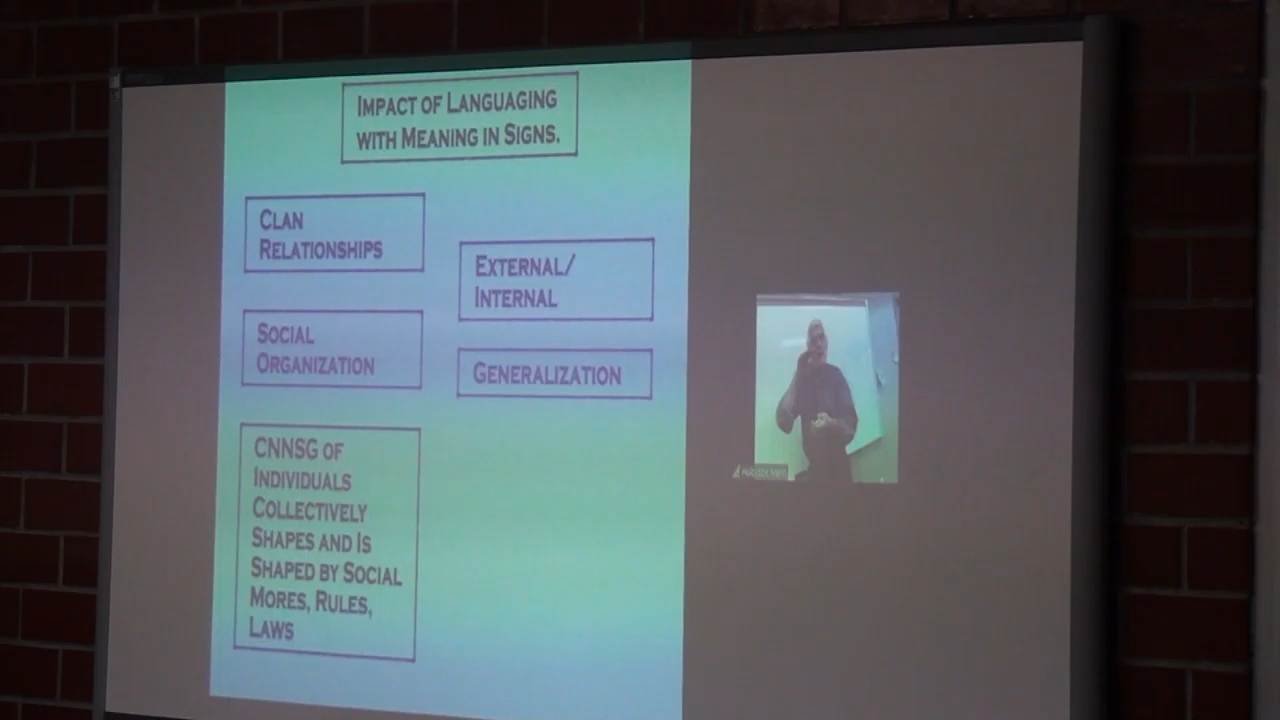 IMPACT OF LANGUAGING
WITH MEANING IN SIGNS.
CLAN
RELATIONSHIPS
SOCIAL
ORGANIZATION
CNNSG OF
INDIVIDUALS
COLLECTIVELY
SHAPES AND IS
SHAPED BY SOCIAL
MORES, RULES,
LAWS
EXTERNAL/
INTERNAL
GENERALIZATION